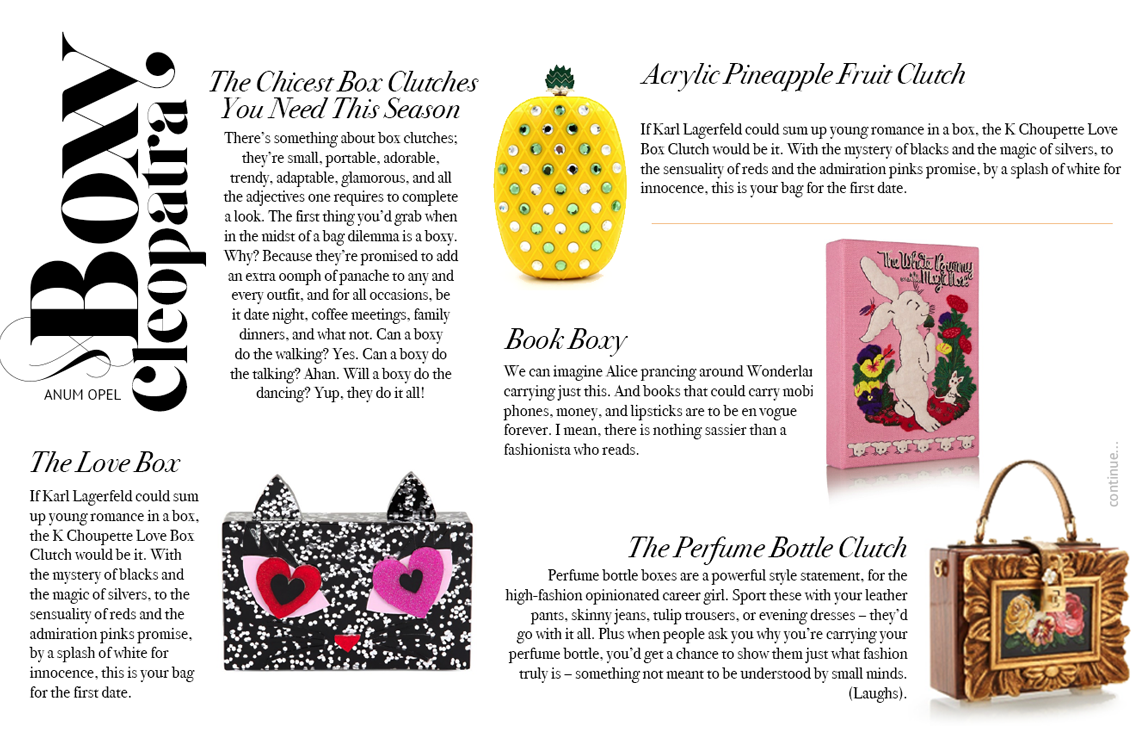 Boxy
cleopatra
ANUM OPEL
The Chicest Box Clutches
You Need This Season
There's something about box clutches;
they're small, portable, adorable,
trendy, adaptable, glamorous, and all
the adjectives one requires to complete
a look. The first thing you'd grab when
in the midst of a bag dilemma is a boxy.
Why? Because they're promised to add
an extra oomph of panache to any and
every outfit, and for all occasions, be
it date night, coffee meetings, family
dinners, and what not. Can a boxy
do the walking? Yes. Can a boxy do
the talking? Ahan. Will a boxy do the
dancing? Yup, they do it all!
The Love Box
If Karl Lagerfeld could sum
up young romance in a box,
the K Choupette Love Box
Clutch would be it. With
the mystery of blacks and
the magic of silvers, to the
sensuality of reds and the
admiration pinks promise,
by a splash of white for
innocence, this is your bag
for the first date.
Acrylic Pineapple Fruit Clutch
If Karl Lagerfeld could sum up young romance in a box, the K Choupette Love
Box Clutch would be it. With the mystery of blacks and the magic of silvers, to
the sensuality of reds and the admiration pinks promise, by a splash of white for
innocence, this is your bag for the first date.
Book Boxy
We can imagine Alice prancing around Wonderlan
carrying just this. And books that could carry mobi
phones, money, and lipsticks are to be en vogue
forever. I mean, there is nothing sassier than a
fashionista who reads.
The White Bunny
Magic
The Perfume Bottle Clutch
Perfume bottle boxes are a powerful style statement, for the
high-fashion opinionated career girl. Sport these with your leather
pants, skinny jeans, tulip trousers, or evening dresses – they'd
go with it all. Plus when people ask you why you're carrying your
perfume bottle, you'd get a chance to show them just what fashion
truly is – something not meant to be understood by small minds.
(Laughs).
continue...